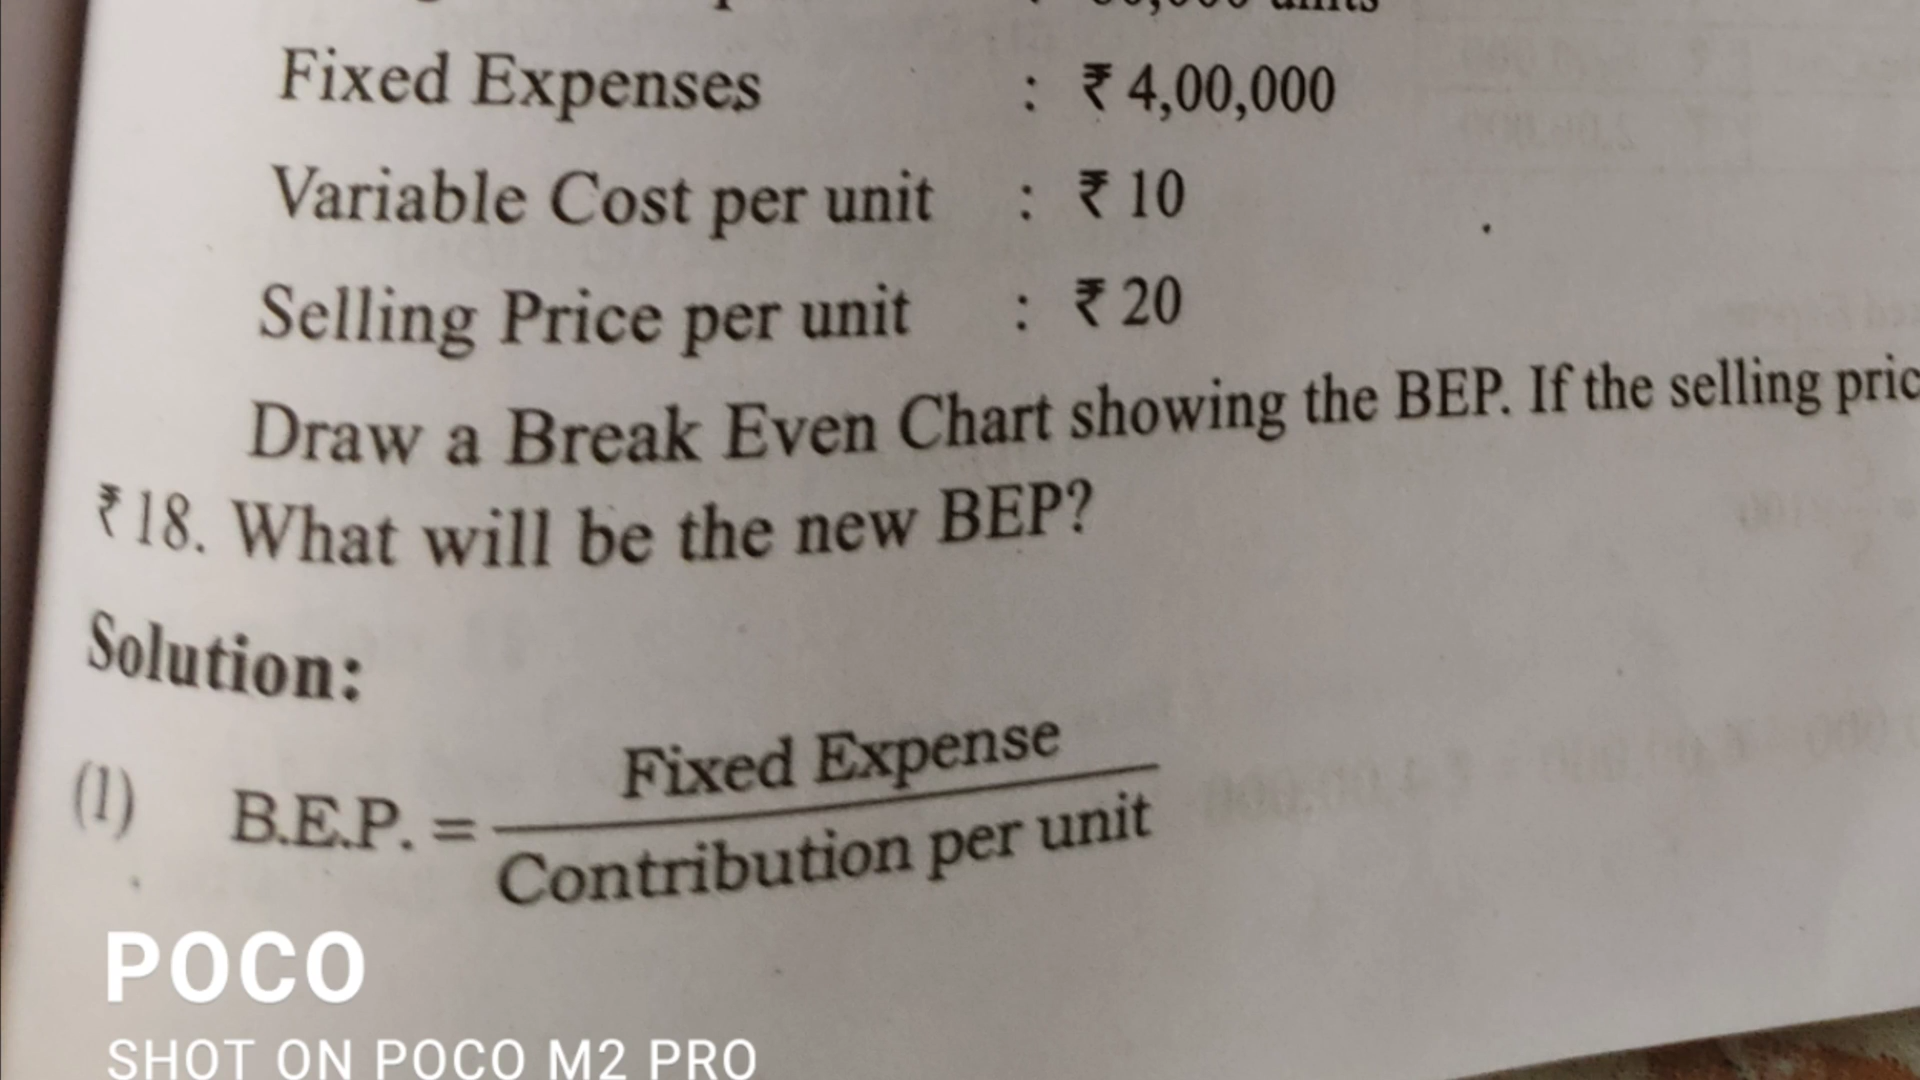 units
Fixed Expenses : ₹ 4,00,000
Variable Cost per unit : ₹ 10
Selling Price per unit : ₹ 20
Draw a Break Even Chart showing the BEP. If the selling pric
₹ 18. What will be the new BEP?
Solution:
(1) B.E.P. = Fixed Expense
Contribution per unit
POCO
SHOT ON POCO M2 PRO